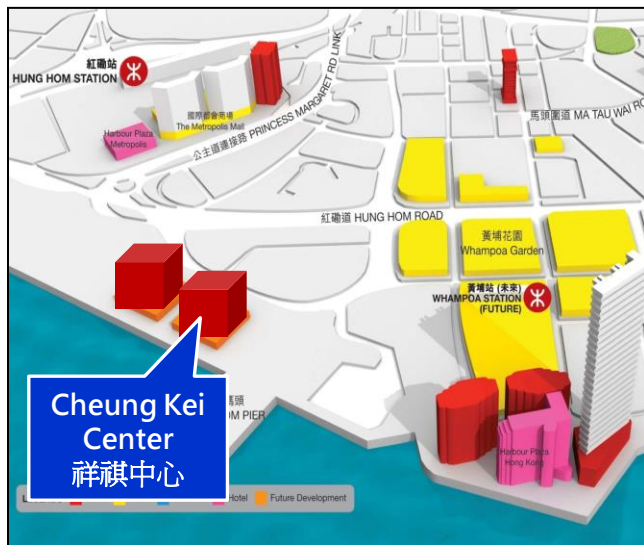 紅磡站
HUNG HOM STATION
國際都會商場
The Metropolis Mall
Harbour Plaza
Metropolis
公主道連接路 PRINCESS MARGARET RD LINK
馬頭圍道 MA TAU WAI RO
紅磡道 HUNG HOM ROAD
黃埔花園
Whampoa Garden
黃埔站 (未來)
WHAMPOA STATION
(FUTURE)
Cheung Kei
Center
祥祺中心
碼頭
OM PIER
Harbour Plaza
Hong Kong
Hotel
Future Development